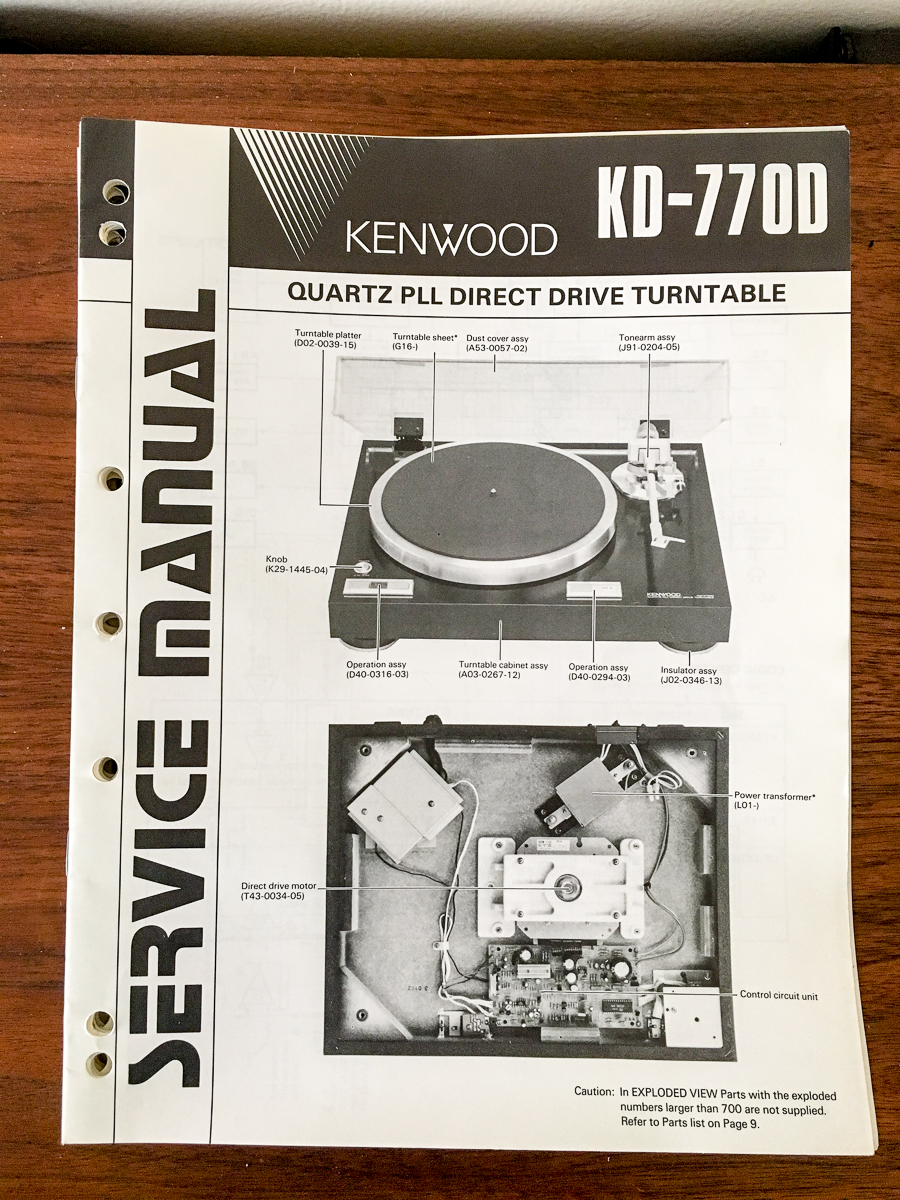 KENWOOD
KD-770D
QUARTZ PLL DIRECT DRIVE TURNTABLE
SERVICE MANUAL
Turntable platter
(D02-0039-15)
Turntable sheet*
(G16-)
Dust cover assy
(A53-0057-02)
Tonearm assy
(J91-0204-05)
Knob
(K29-1445-04)
KENWOOD
Operation assy
(D40-0316-03)
Turntable cabinet assy
(A03-0267-12)
Operation assy
(D40-0294-03)
Insulator assy
(J02-0346-13)
Power transformer*
(L01-)
Direct drive motor
(T43-0034-05)
Control circuit unit
Caution: In EXPLODED VIEW Parts with the exploded
numbers larger than 700 are not supplied.
Refer to Parts list on Page 9.